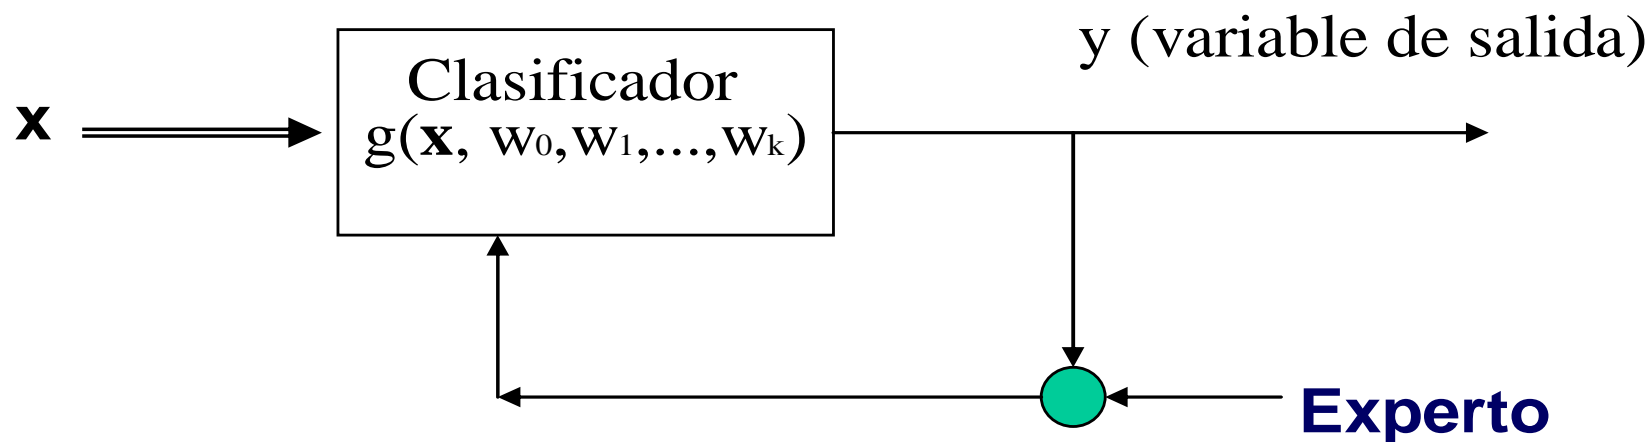 y (variable de salida)
Clasificador
x
g(x, w₀,w₁,...,wₖ)
Experto